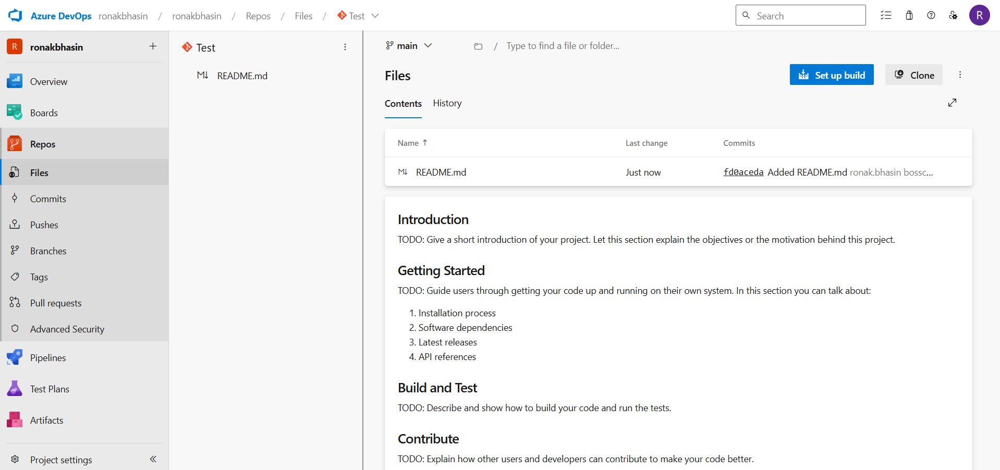 Azure DevOps ronakbhasin / ronakbhasin / Repos / Files / Test
Search
R
R ronakbhasin +
Overview
Boards
Repos
Files
Commits
Pushes
Branches
Tags
Pull requests
Advanced Security
Pipelines
Test Plans
Artifacts
Project settings
Test
README.md
main
/ Type to find a file or folder...
Files
Set up build
Clone
Contents History
Name ↑ Last change Commits
README.md Just now fd0aceda Added README.md ronak.bhasin bossc...
Introduction
TODO: Give a short introduction of your project. Let this section explain the objectives or the motivation behind this project.
Getting Started
TODO: Guide users through getting your code up and running on their own system. In this section you can talk about:
1. Installation process
2. Software dependencies
3. Latest releases
4. API references
Build and Test
TODO: Describe and show how to build your code and run the tests.
Contribute
TODO: Explain how other users and developers can contribute to make your code better.